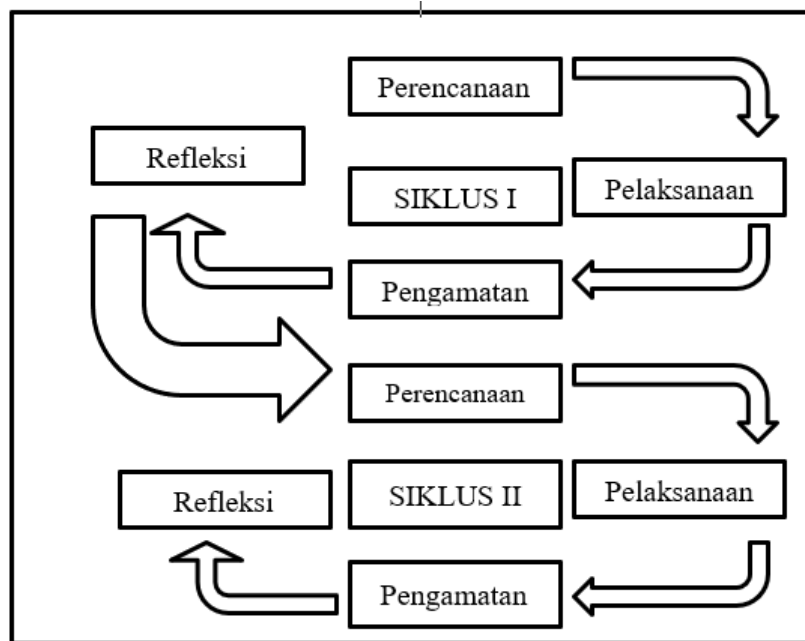 Perencanaan
Refleksi
SIKLUS I
Pelaksanaan
Pengamatan
Perencanaan
Refleksi
SIKLUS II
Pelaksanaan
Pengamatan